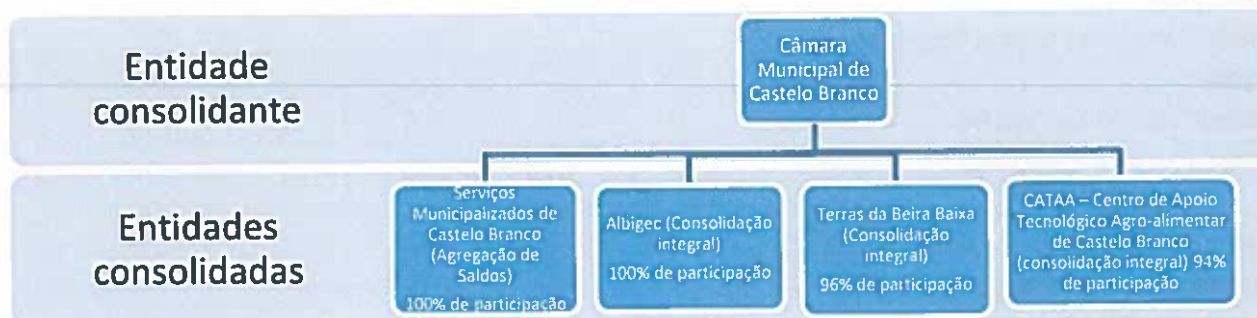 Entidade
consolidante
Câmara
Municipal de
Castelo Branco
Entidades
consolidadas
Serviços
Municipalizados de
Castelo Branco
(Agregação de
Saldos)
100% de participação
Albigec (Consolidação
integral)
100% de participação
Terras da Beira Baixa
(Consolidação
integral)
96% de participação
CATAA – Centro de Apoio
Tecnológico Agro-alimentar
de Castelo Branco
(consolidação integral) 94%
de participação